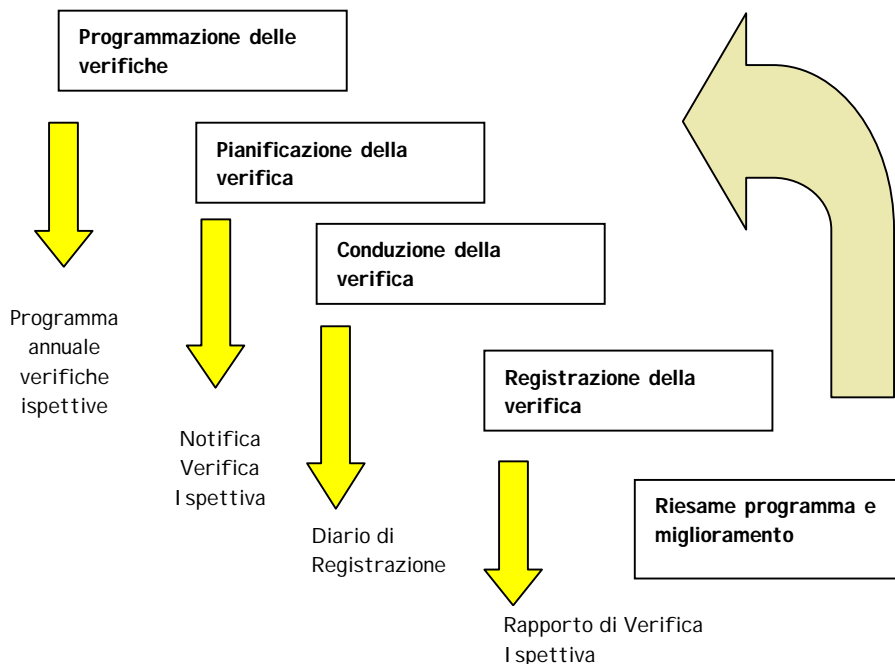 Programmazione delle
verifiche
Pianificazione della
verifica
Conduzione della
verifica
Programma
annuale
verifiche
ispettive
Registrazione della
verifica
Notifica
Verifica
Ispettiva
Riesame programma e
miglioramento
Diario di
Registrazione
Rapporto di Verifica
Ispettiva